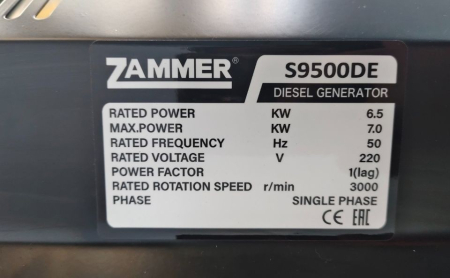 ZAMMER® S9500DE
DIESEL GENERATOR
RATED POWER KW 6.5
MAX.POWER KW 7.0
RATED FREQUENCY Hz 50
RATED VOLTAGE V 220
POWER FACTOR 1(lag)
RATED ROTATION SPEED r/min 3000
PHASE SINGLE PHASE
CE EAC